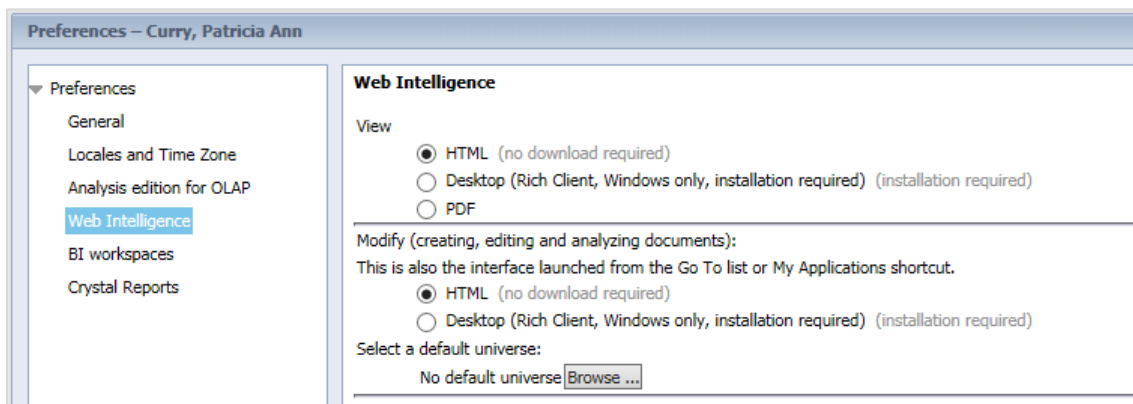 Preferences – Curry, Patricia Ann
Preferences
General
Locales and Time Zone
Analysis edition for OLAP
Web Intelligence
BI workspaces
Crystal Reports
Web Intelligence
View
HTML (no download required)
Desktop (Rich Client, Windows only, installation required) (installation required)
PDF
Modify (creating, editing and analyzing documents):
This is also the interface launched from the Go To list or My Applications shortcut.
HTML (no download required)
Desktop (Rich Client, Windows only, installation required) (installation required)
Select a default universe:
No default universe Browse ...